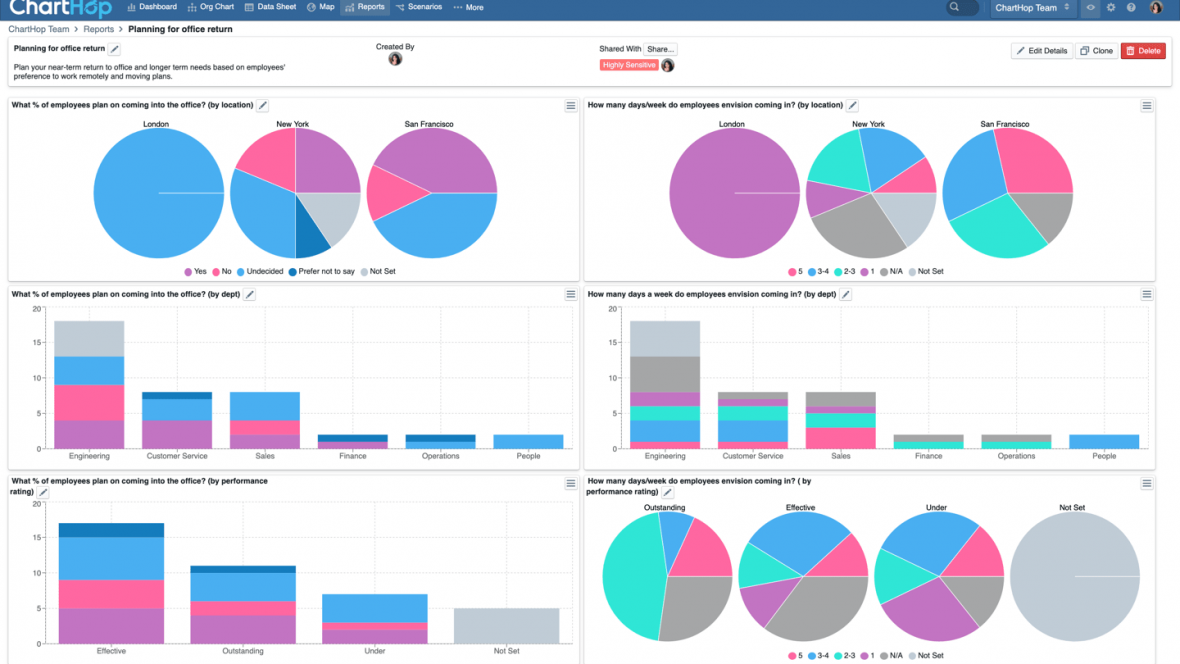 ChartHop Dashboard Org Chart Data Sheet Map Reports Scenarios More ChartHop Team
ChartHop Team > Reports > Planning for office return
Planning for office return
Plan your near-term return to office and longer term needs based on employees'
preference to work remotely and moving plans.
Created By
Shared With Share...
Highly Sensitive
Edit Details Clone Delete
What % of employees plan on coming into the office? (by location)
London New York San Francisco
Yes No Undecided Prefer not to say Not Set
How many days/week do employees envision coming in? (by location)
London New York San Francisco
5 3-4 2-3 1 N/A Not Set
What % of employees plan on coming into the office? (by dept)
20
15
10
5
0
Engineering Customer Service Sales Finance Operations People
How many days a week do employees envision coming in? (by dept)
20
15
10
5
0
Engineering Customer Service Sales Finance Operations People
What % of employees plan on coming into the office? (by performance
rating)
20
15
10
5
0
Effective Outstanding Under Not Set
How many days/week do employees envision coming in? ( by
performance rating)
Outstanding Effective Under Not Set
5 3-4 2-3 1 N/A Not Set